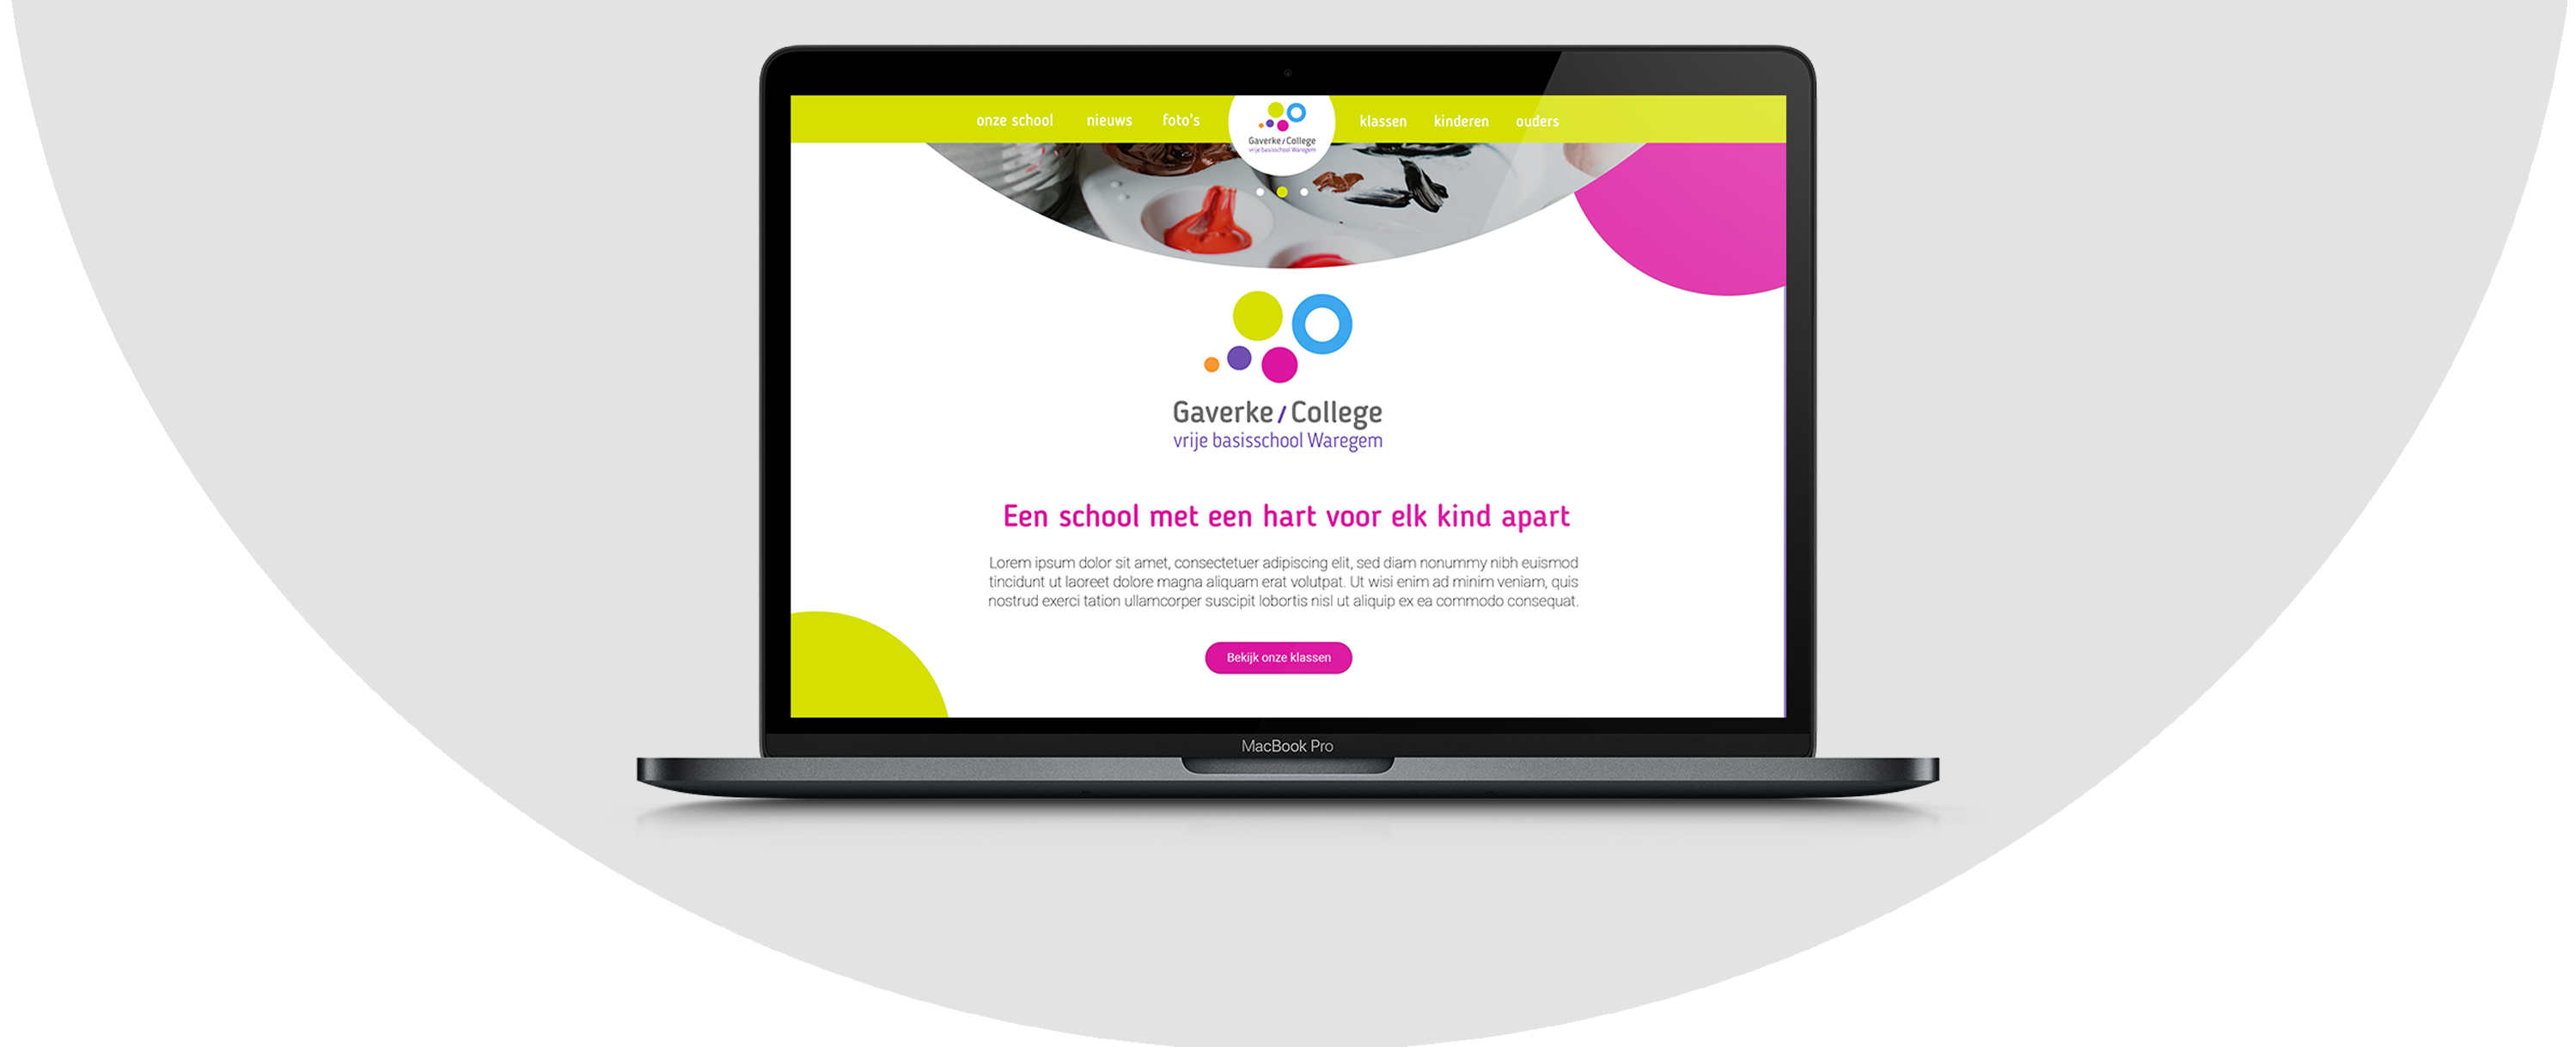 onze school nieuws foto's klassen kinderen ouders
Gaverke/College
vrije basisschool Waregem
Gaverke/College
vrije basisschool Waregem
Een school met een hart voor elk kind apart
Lorem ipsum dolor sit amet, consectetuer adipiscing elit, sed diam nonummy nibh euismod
tincidunt ut laoreet dolore magna aliquam erat volutpat. Ut wisi enim ad minim veniam, quis
nostrud exerci tation ullamcorper suscipit lobortis nisl ut aliquip ex ea commodo consequat.
Bekijk onze klassen
MacBook Pro